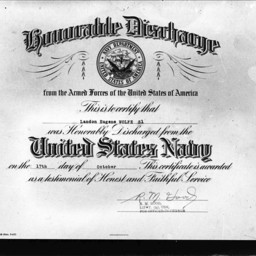 Honorable Discharge
from the Armed Forces of the United States of America
This is to certify that
Landon Eugene WOLFE
was Honorably Discharged from the
United States Navy
on the 17th day of October . This certificate is awarded
as a testimonial of Honest and Faithful Service